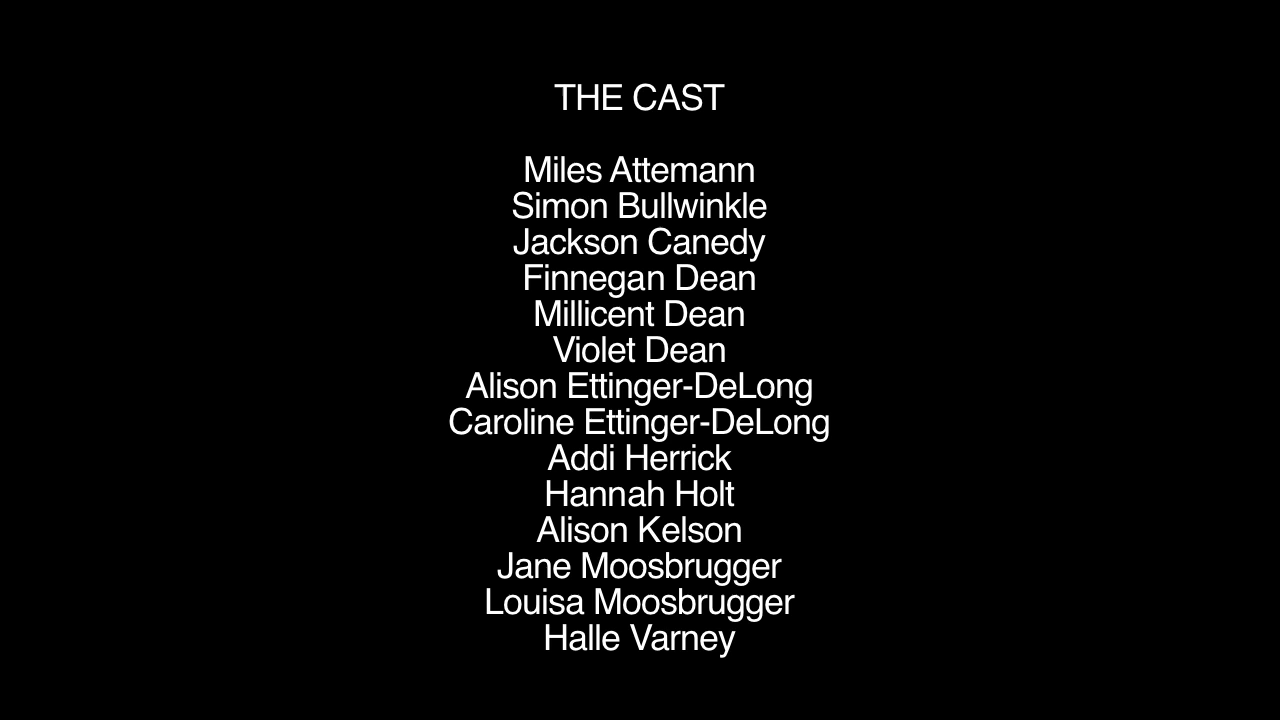 THE CAST
Miles Attemann
Simon Bullwinkle
Jackson Canedy
Finnegan Dean
Millicent Dean
Violet Dean
Alison Ettinger-DeLong
Caroline Ettinger-DeLong
Addi Herrick
Hannah Holt
Alison Kelson
Jane Moosbrugger
Louisa Moosbrugger
Halle Varney